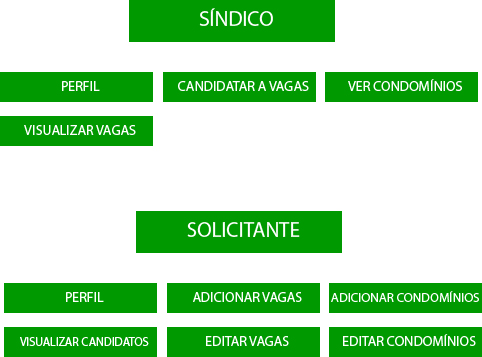 SÍNDICO
PERFIL
CANDIDATAR A VAGAS
VER CONDOMÍNIOS
VISUALIZAR VAGAS
SOLICITANTE
PERFIL
ADICIONAR VAGAS
ADICIONAR CONDOMÍNIOS
VISUALIZAR CANDIDATOS
EDITAR VAGAS
EDITAR CONDOMÍNIOS